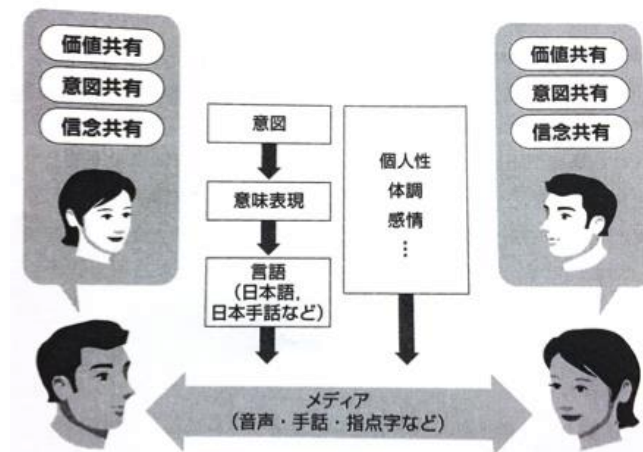 価値共有
意図共有
信念共有
意図
意味表現
言語
(日本語,
日本手話など)
個人性
体調
感情
⋮
価値共有
意図共有
信念共有
メディア
(音声・手話・指点字など)